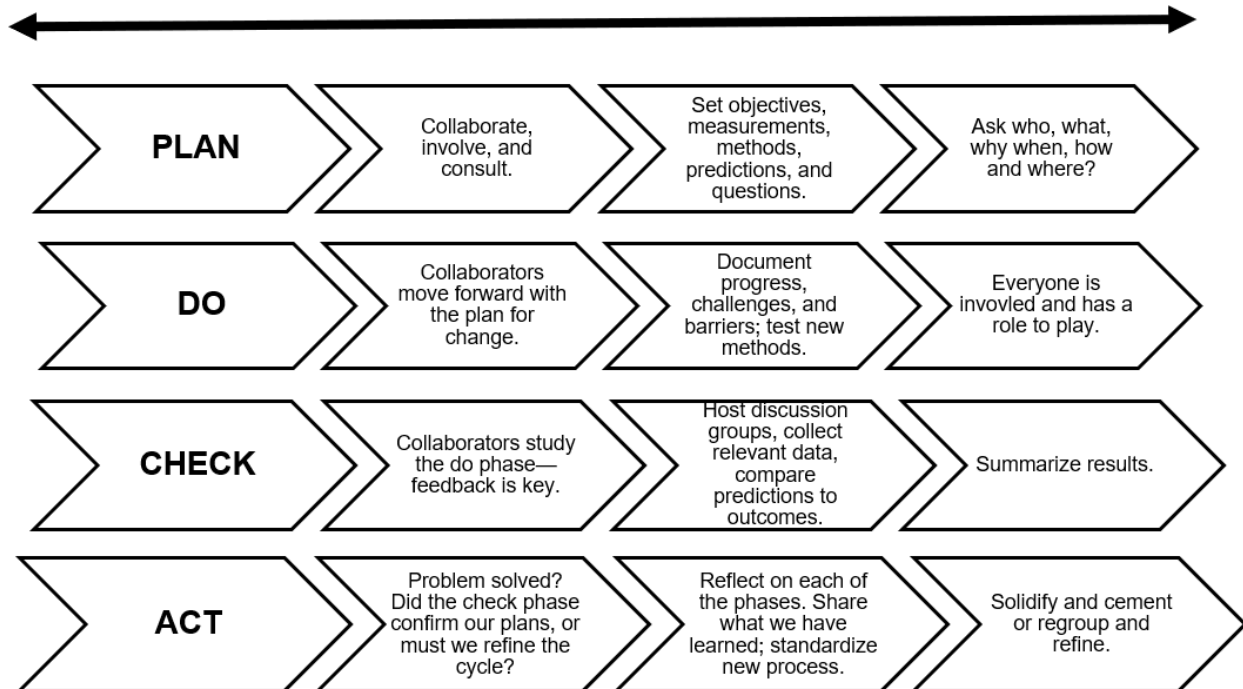 PLAN
Collaborate,
involve, and
consult.
Set objectives,
measurements,
methods,
predictions, and
questions.
Ask who, what,
why when, how
and where?
DO
Collaborators
move forward with
the plan for
change.
Document
progress,
challenges, and
barriers; test new
methods.
Everyone is
invovled and has a
role to play.
CHECK
Collaborators study
the do phase—
feedback is key.
Host discussion
groups, collect
relevant data,
compare
predictions to
outcomes.
Summarize results.
ACT
Problem solved?
Did the check phase
confirm our plans, or
must we refine the
cycle?
Reflect on each of
the phases. Share
what we have
learned; standardize
new process.
Solidify and cement
or regroup and
refine.